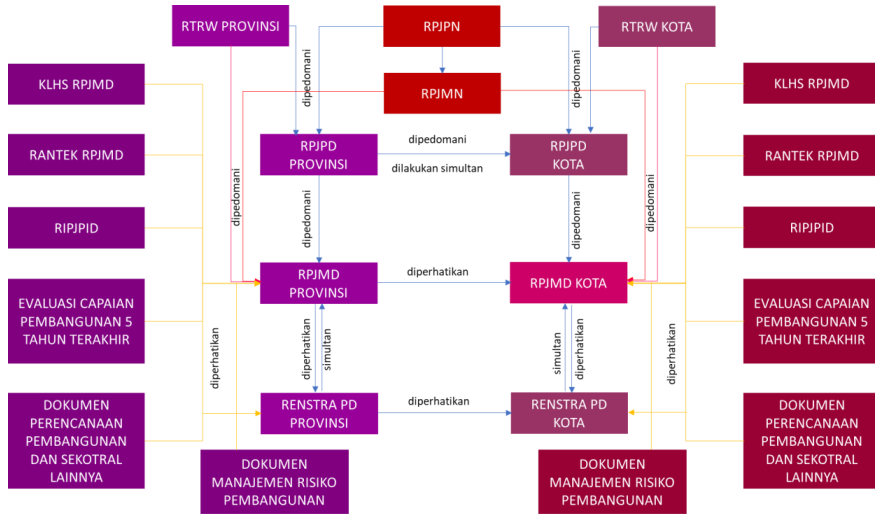 RTRW PROVINSI
RPJPN
RTRW KOTA
dipedomani
dipedomani
KLHS RPJMD
RPJMN
KLHS RPJMD
RANTEK RPJMD
RPJPD
PROVINSI
dipedomani
dilakukan simultan
RPJPD
KOTA
RANTEK RPJMD
dipedomani
dipedomani
dipedomani
dipedomani
RIPJPID
RIPJPID
RPJMD
PROVINSI
diperhatikan
RPJMD KOTA
EVALUASI CAPAIAN
PEMBANGUNAN 5
TAHUN TERAKHIR
EVALUASI CAPAIAN
PEMBANGUNAN 5
TAHUN TERAKHIR
diperhatikan
diperhatikan
simultan
simultan
diperhatikan
diperhatikan
DOKUMEN
PERENCANAAN
PEMBANGUNAN
DAN SEKOTRAL
LAINNYA
RENSTRA PD
PROVINSI
diperhatikan
RENSTRA PD
KOTA
DOKUMEN
PERENCANAAN
PEMBANGUNAN
DAN SEKOTRAL
LAINNYA
DOKUMEN
MANAJEMEN RISIKO
PEMBANGUNAN
DOKUMEN
MANAJEMEN RISIKO
PEMBANGUNAN